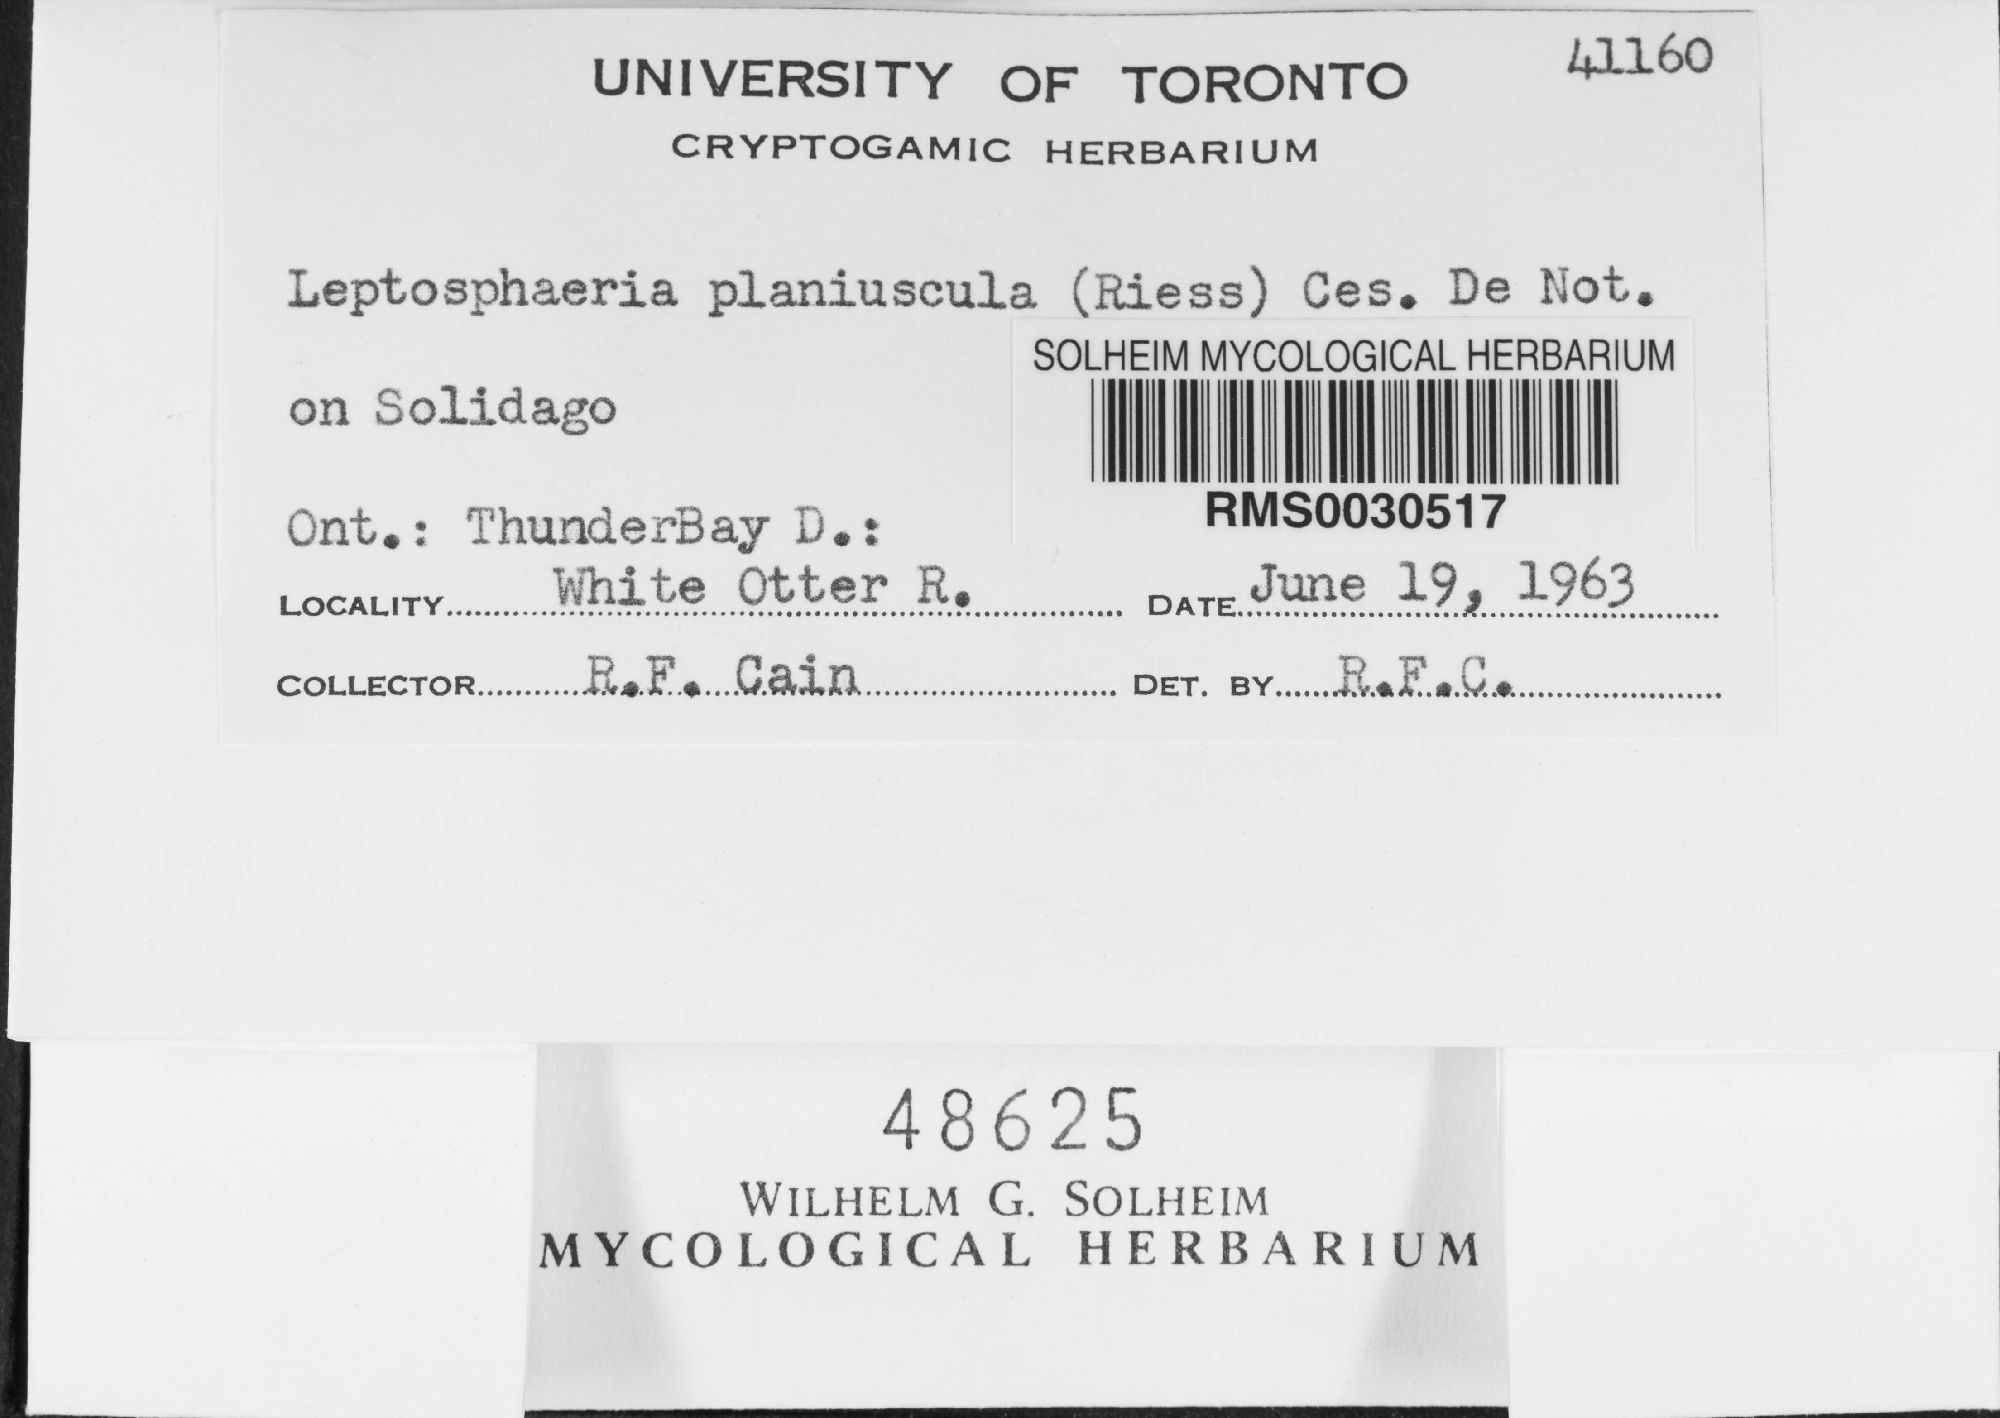 41160
UNIVERSITY OF TORONTO
CRYPTOGAMIC HERBARIUM
Leptosphaeria planiuscula (Riess) Ces. De Not.
SOLHEIM MYCOLOGICAL HERBARIUM
on Solidago
RMS0030517
Ont.: ThunderBay D.:
LOCALITY White Otter R. DATE June 19, 1963
COLLECTOR R.F. Cain DET. BY R.F.C.
48625
WILHELM G. SOLHEIM
MYCOLOGICAL HERBARIUM